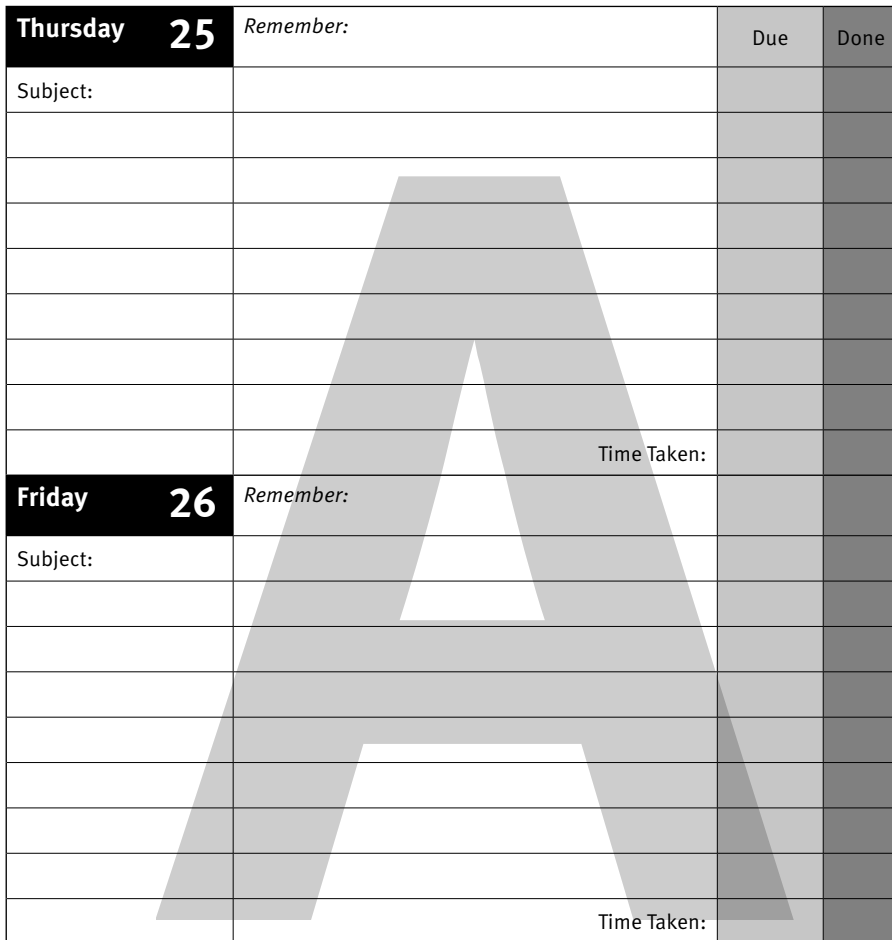 Thursday 25 Remember: Due Done
Subject:
Time Taken:
Friday 26 Remember:
Subject:
Time Taken:
A